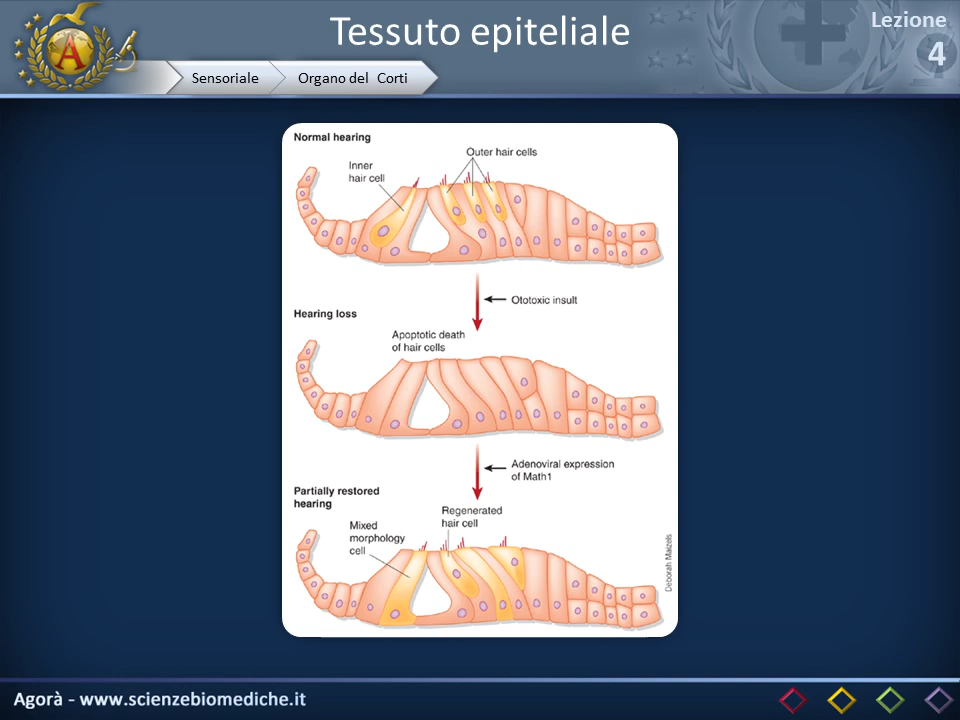 Tessuto epiteliale
Lezione
4
A
Sensoriale
Organo del Corti
Normal hearing
Outer hair cells
Inner
hair cell
Ototoxic insult
Hearing loss
Apoptotic death
of hair cells
Adenoviral expression
of Math1
Partially restored
hearing
Regenerated
hair cell
Mixed
morphology
cell
Deborah Maizels
Agorà - www.scienzebiomediche.it